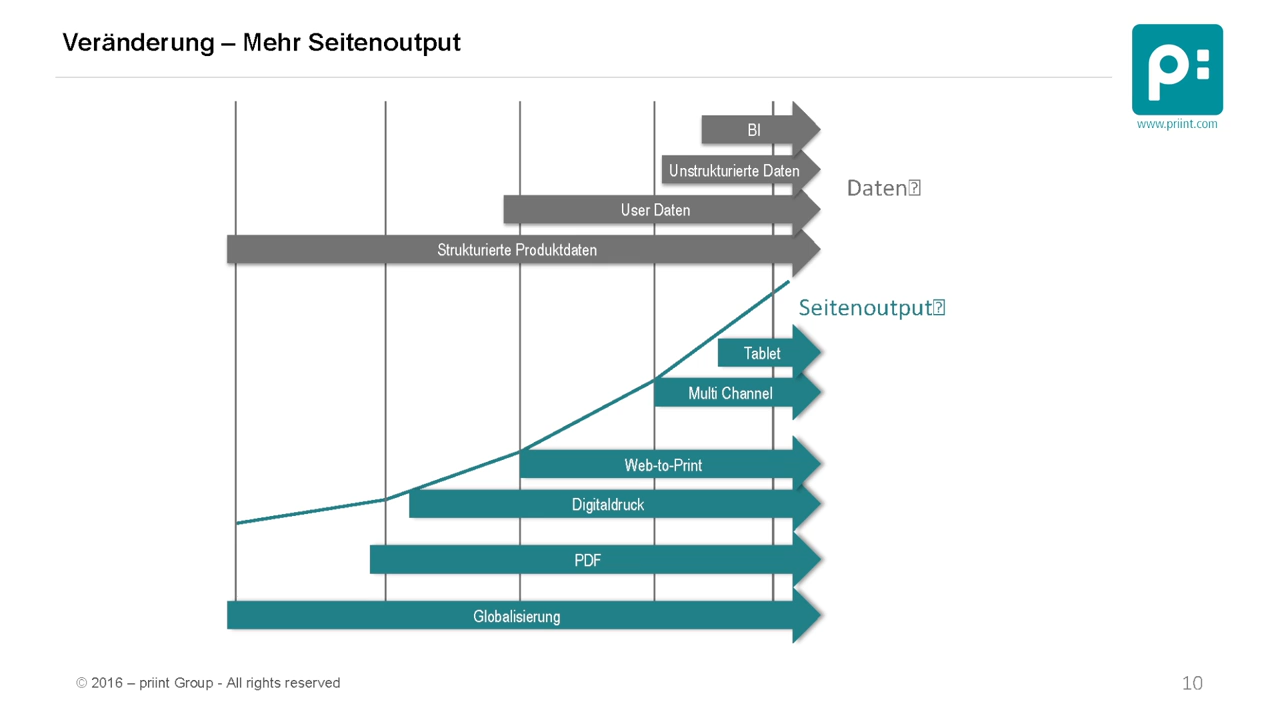 Veränderung – Mehr Seitenoutput
p:
www.priint.com
BI
Unstrukturierte Daten
Daten
User Daten
Strukturierte Produktdaten
Seitenoutput
Tablet
Multi Channel
Web-to-Print
Digitaldruck
PDF
Globalisierung
© 2016 – priint Group - All rights reserved
10